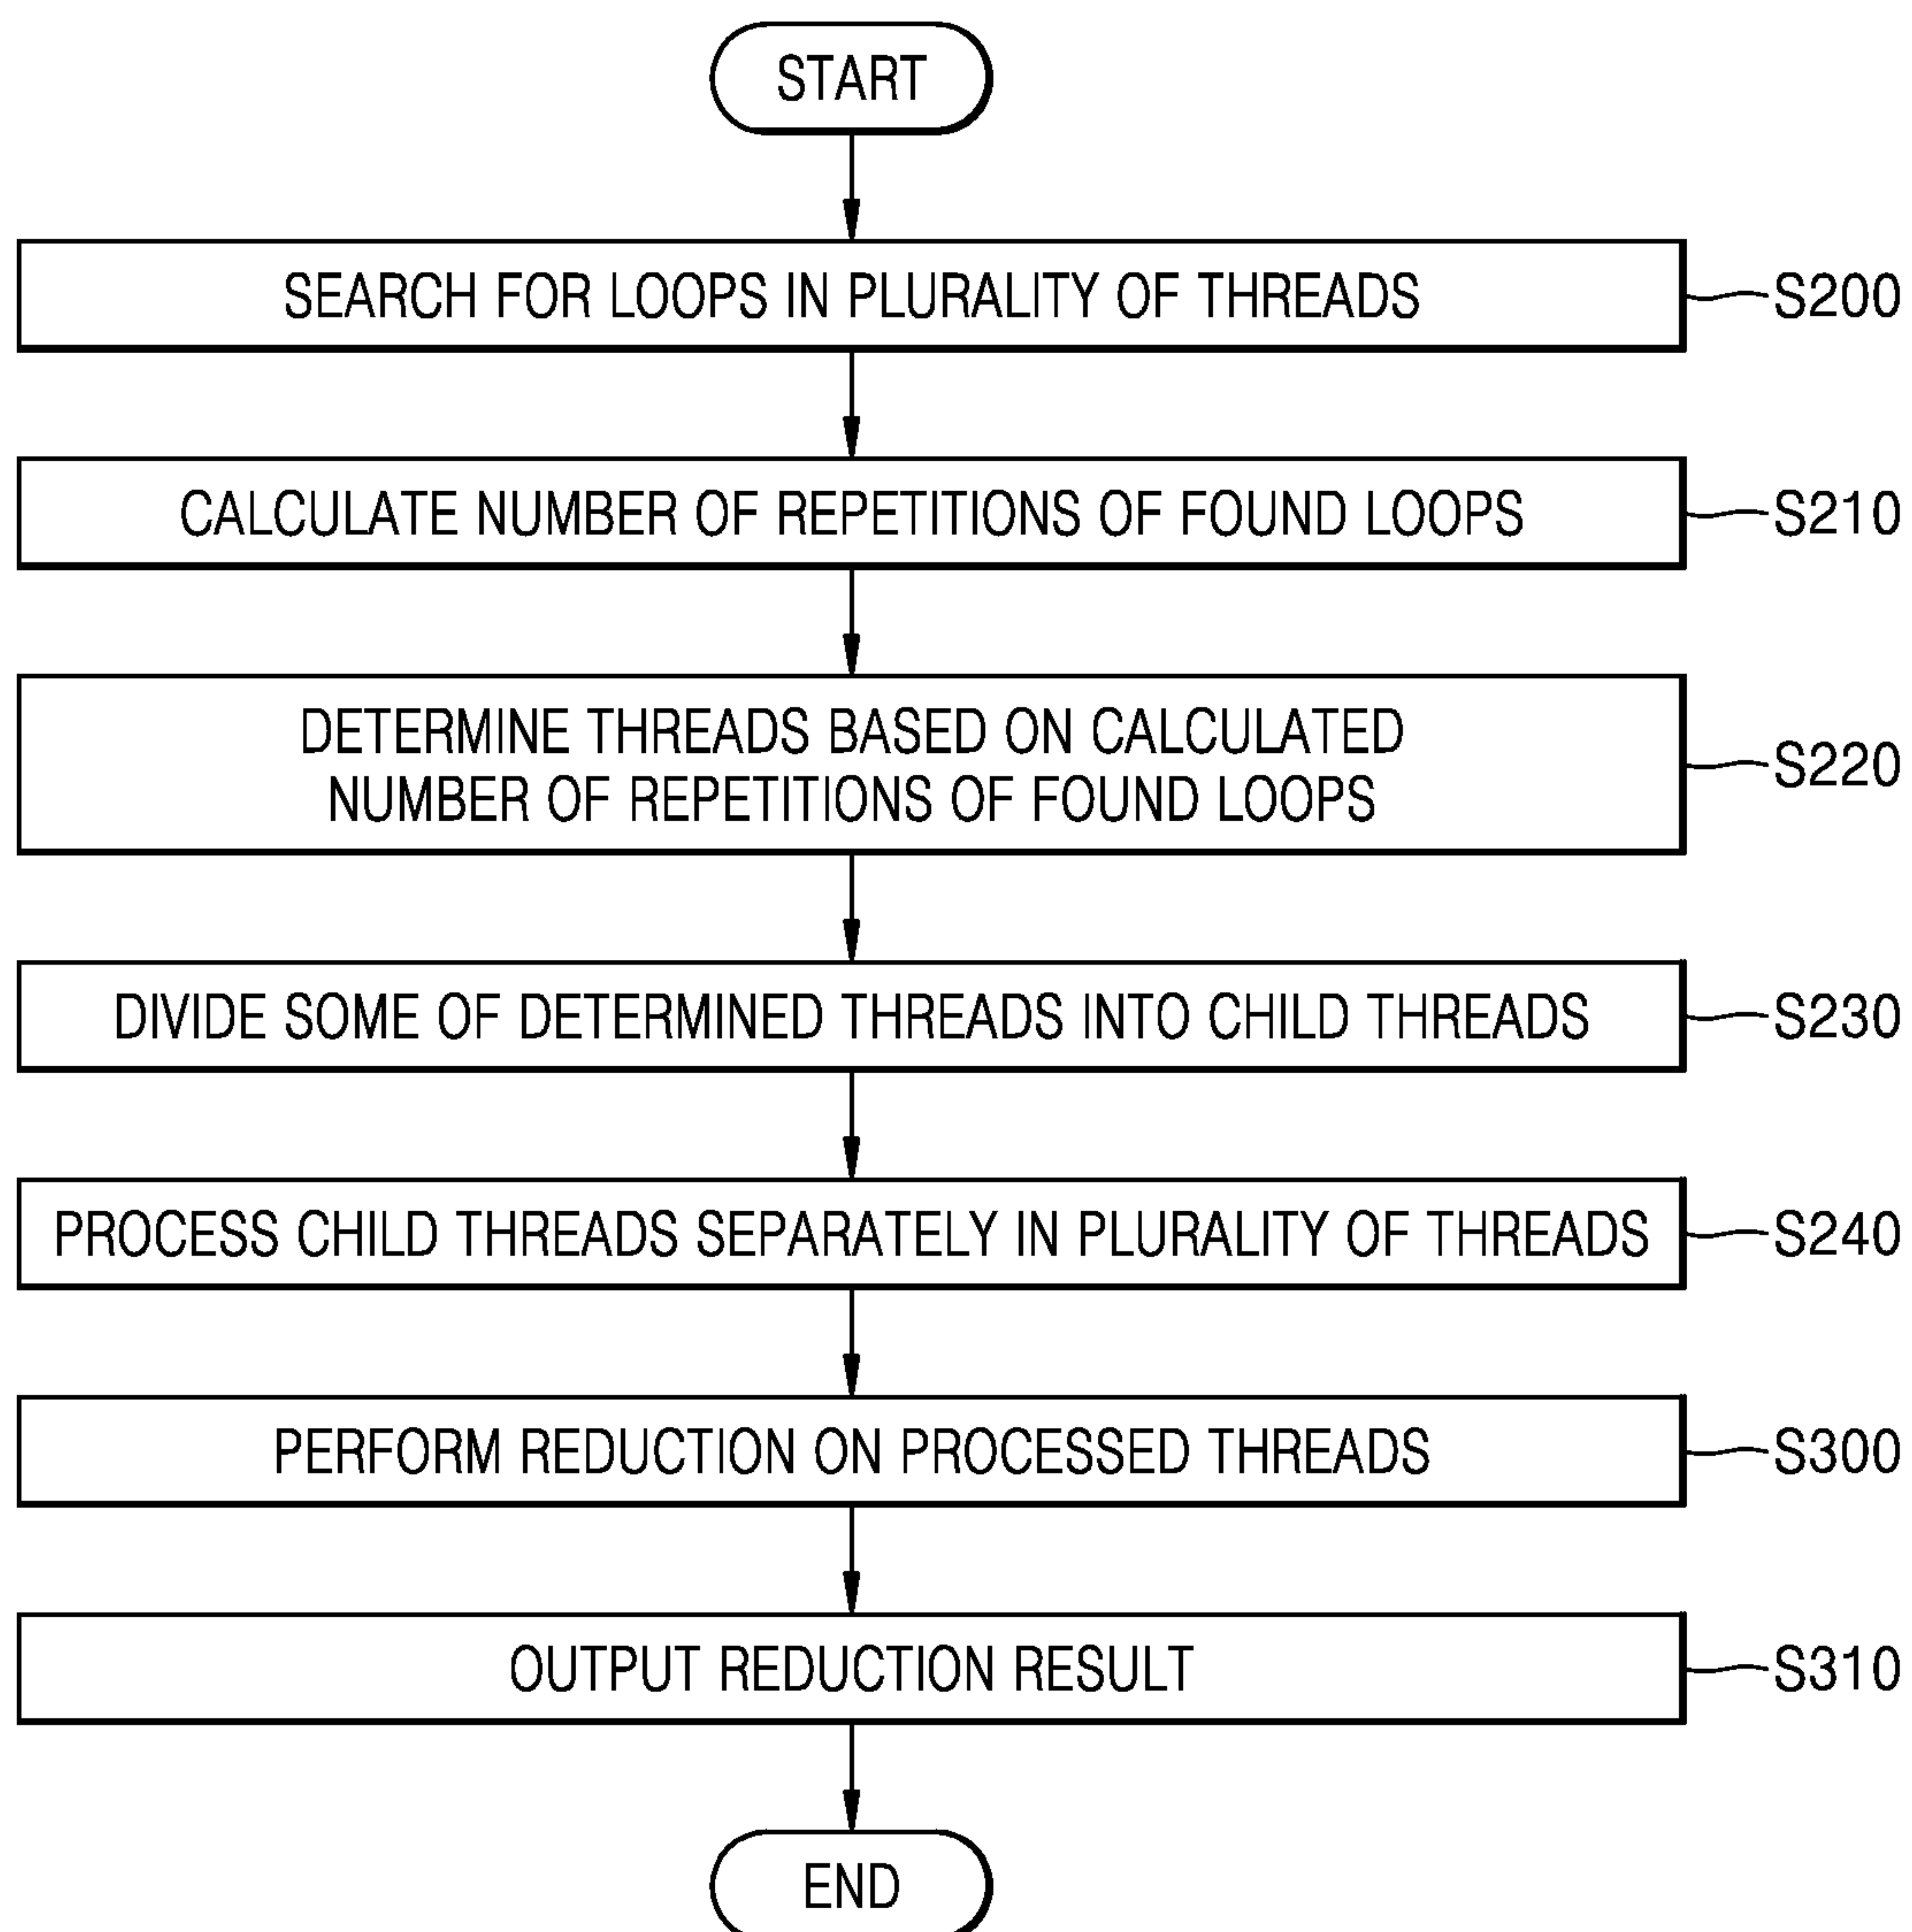 START
SEARCH FOR LOOPS IN PLURALITY OF THREADS
S200
CALCULATE NUMBER OF REPETITIONS OF FOUND LOOPS
S210
DETERMINE THREADS BASED ON CALCULATED
NUMBER OF REPETITIONS OF FOUND LOOPS
S220
DIVIDE SOME OF DETERMINED THREADS INTO CHILD THREADS
S230
PROCESS CHILD THREADS SEPARATELY IN PLURALITY OF THREADS
S240
PERFORM REDUCTION ON PROCESSED THREADS
S300
OUTPUT REDUCTION RESULT
S310
END